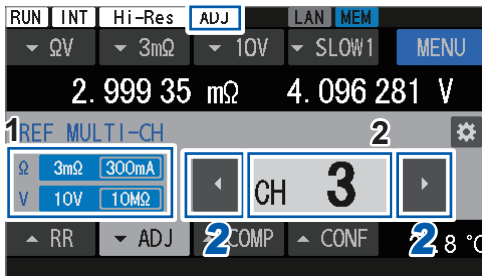 RUN INT Hi-Res ADJ LAN MEM
ΩV 3mΩ 10V SLOW1 MENU
2.999 35 mΩ 4.096 281 V
1 REF MULTI-CH 2
Ω 3mΩ 300mA
CH 3
V 10V 10MΩ
RR ADJ 2 COMP CONF 2 .8 °C